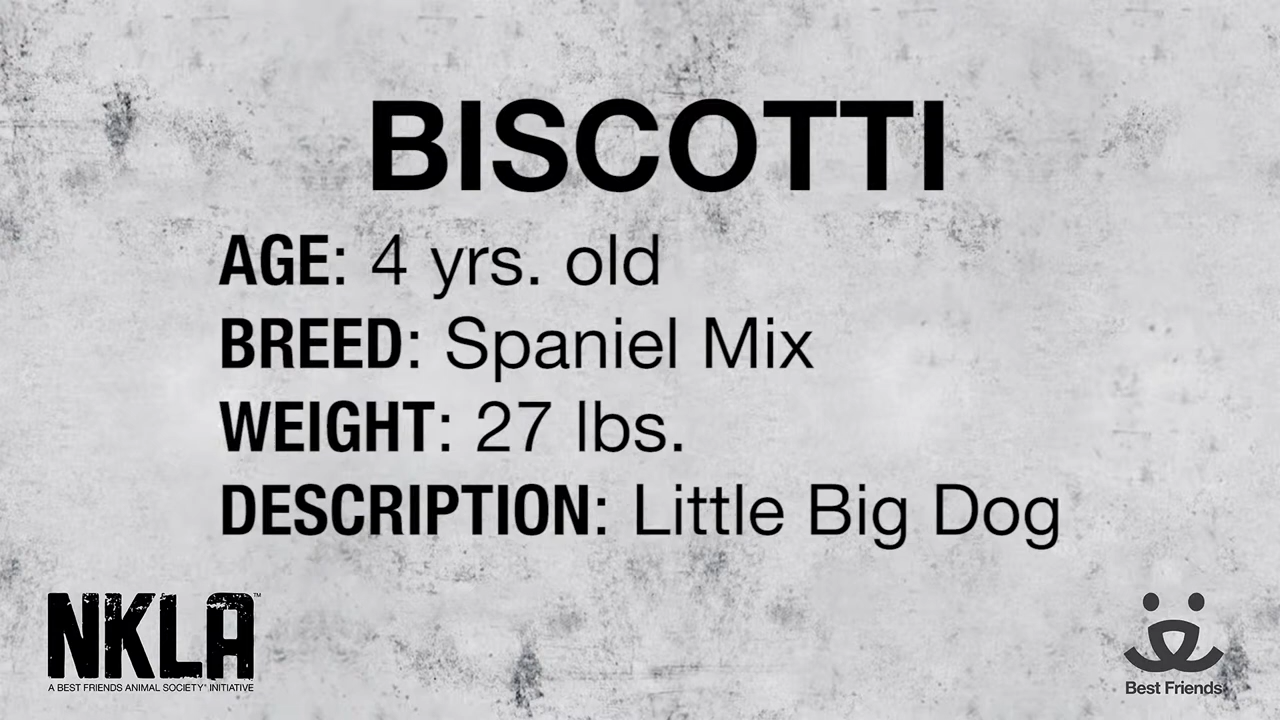 BISCOTTI
AGE: 4 yrs. old
BREED: Spaniel Mix
WEIGHT: 27 lbs.
DESCRIPTION: Little Big Dog
NKLA™
A BEST FRIENDS ANIMAL SOCIETY® INITIATIVE
Best Friends